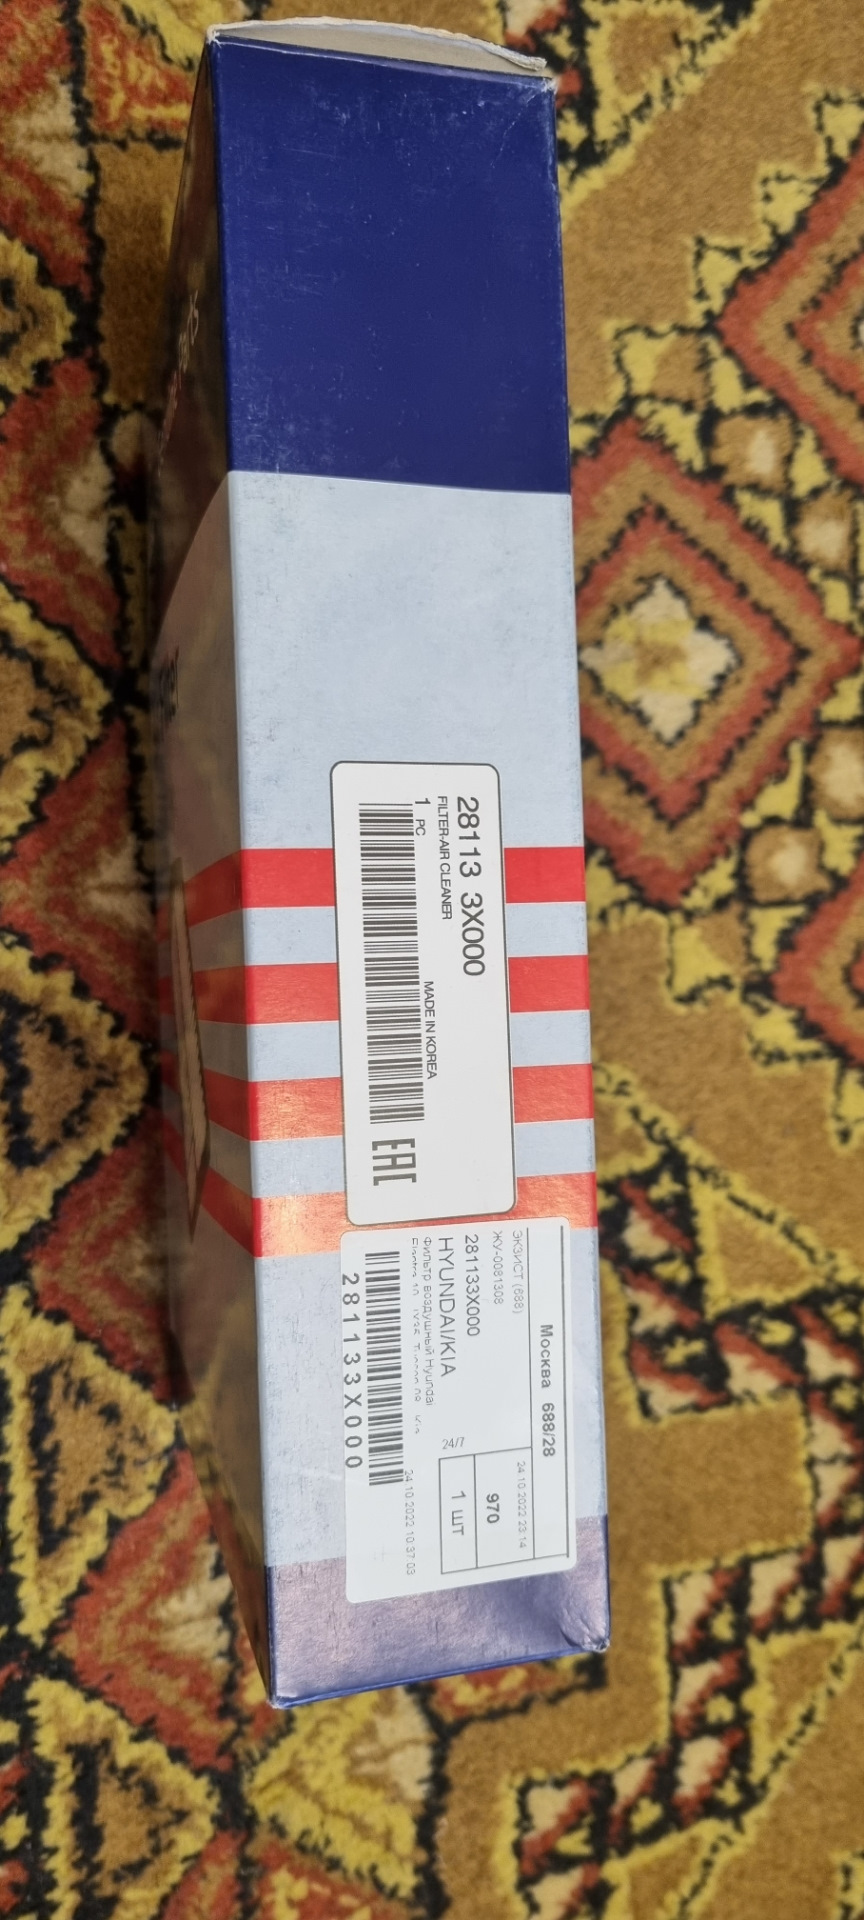 28113 3X000
FILTER-AIR CLEANER
1 PC
MADE IN KOREA
EAC
Москва 688/28
ЭКЗИСТ (688)
24.10.2022 23:14
ЖУ-0081308
970
281133X000
1 ШТ
HYUNDAI/KIA
24/7
Фильтр воздушный Hyundai
24.10.2022 10:37:03
281133X000